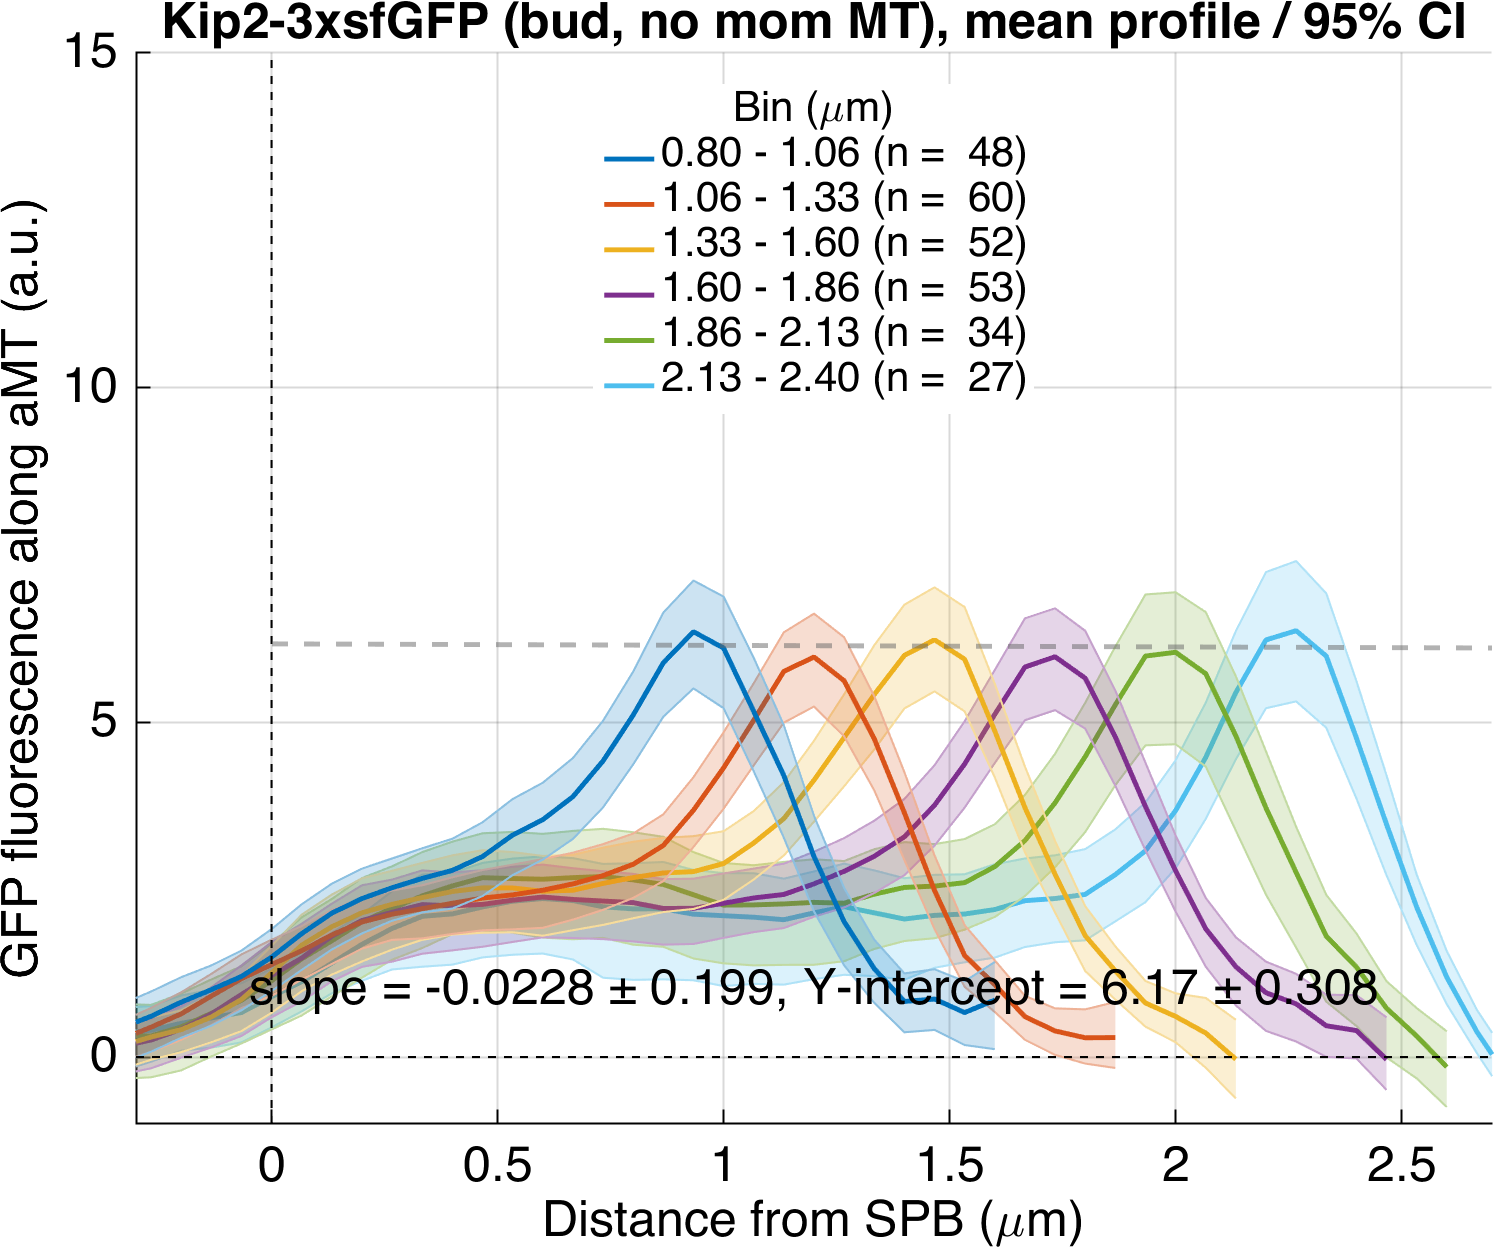 Kip2-3xsfGFP (bud, no mom MT), mean profile / 95% CI
GFP fluorescence along aMT (a.u.)
15
10
5
0
Bin (μm)
0.80 - 1.06 (n = 48)
1.06 - 1.33 (n = 60)
1.33 - 1.60 (n = 52)
1.60 - 1.86 (n = 53)
1.86 - 2.13 (n = 34)
2.13 - 2.40 (n = 27)
slope = -0.0228 ± 0.199, Y-intercept = 6.17 ± 0.308
0 0.5 1 1.5 2 2.5
Distance from SPB (μm)